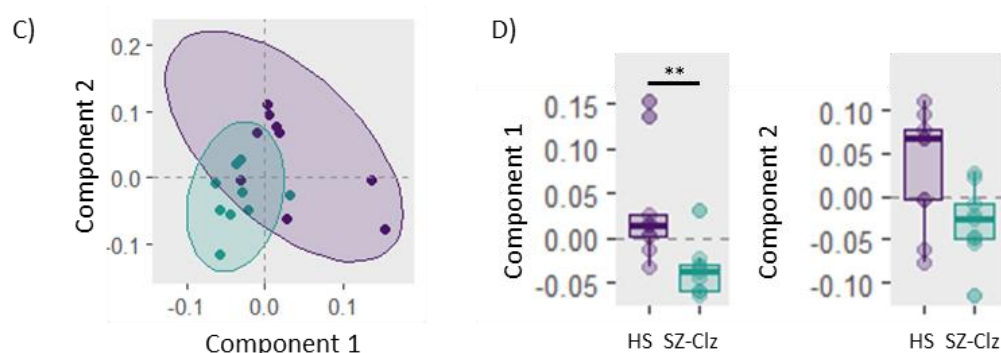 C)
D)
Component 2
0.2
0.1
0.0
-0.1
-0.1
0.0
0.1
Component 1
Component 1
0.15
0.10
0.05
0.00
-0.05
**
HS SZ-Clz
Component 2
0.10
0.05
0.00
-0.05
-0.10
HS SZ-Clz